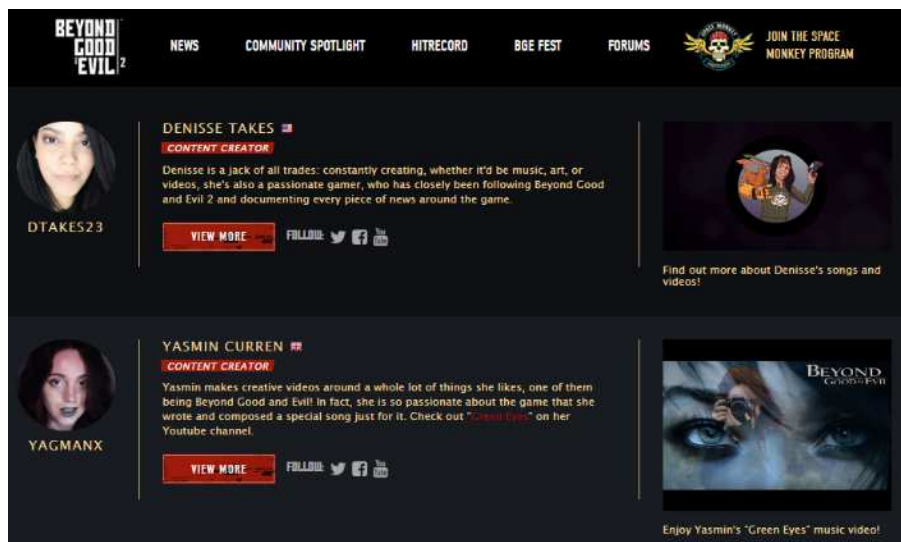 BEYOND
GOOD
EVIL 2
NEWS
COMMUNITY SPOTLIGHT
HITRECORD
BGE FEST
FORUMS
SPACE MONKEY
JOIN THE SPACE
MONKEY PROGRAM
DTAKES23
DENISSE TAKES
CONTENT CREATOR
Denisse is a jack of all trades: constantly creating, whether it'd be music, art, or
videos, she's also a passionate gamer, who has closely been following Beyond Good
and Evil 2 and documenting every piece of news around the game.
VIEW MORE
FOLLOW:
You
Tube
Find out more about Denisse's songs and
videos!
YAGMANX
YASMIN CURREN
CONTENT CREATOR
Yasmin makes creative videos around a whole lot of things she likes, one of them
being Beyond Good and Evil! In fact, she is so passionate about the game that she
wrote and composed a special song just for it. Check out "Green Eyes" on her
Youtube channel.
VIEW MORE
FOLLOW:
You
Tube
BEYOND
GOOD & EVIL
Enjoy Yasmin's "Green Eyes" music video!